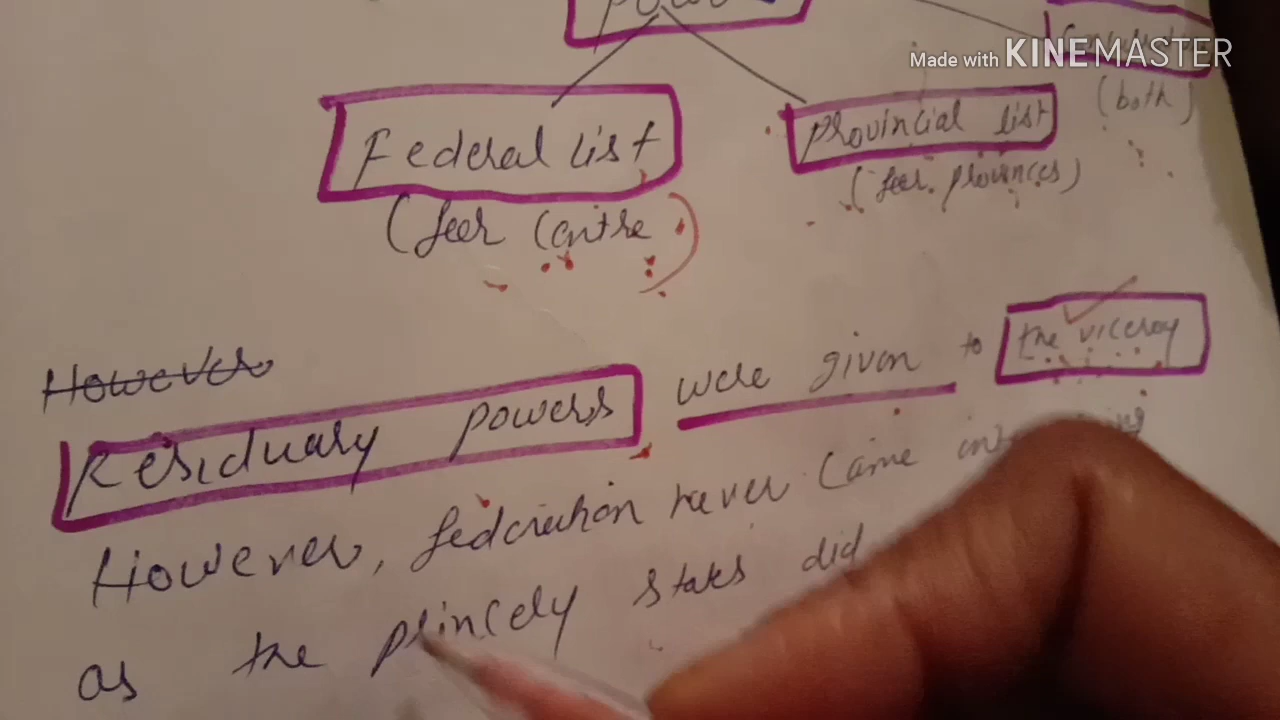 Made with KINEMASTER
Federal List
Provincial list
(both)
(for centre)
(for provinces)
However
Residuary powers were given to the viceroy
However, federation never came
as the princely states did